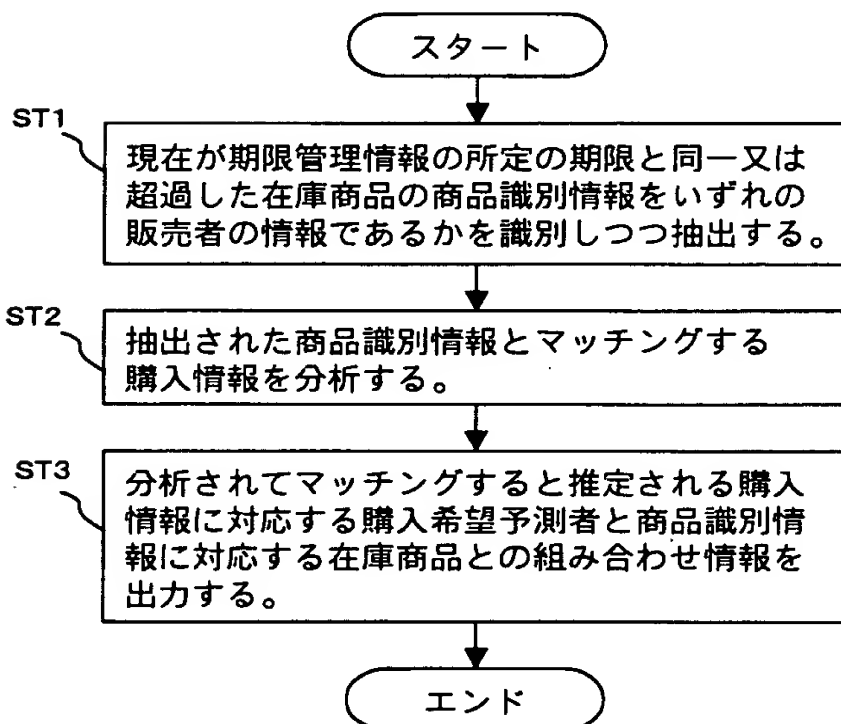 スタート
ST1
現在が期限管理情報の所定の期限と同一又は
超過した在庫商品の商品識別情報をいずれの
販売者の情報であるかを識別しつつ抽出する。
ST2
抽出された商品識別情報とマッチングする
購入情報を分析する。
ST3
分析されてマッチングすると推定される購入
情報に対応する購入希望予測者と商品識別情
報に対応する在庫商品との組み合わせ情報を
出力する。
エンド